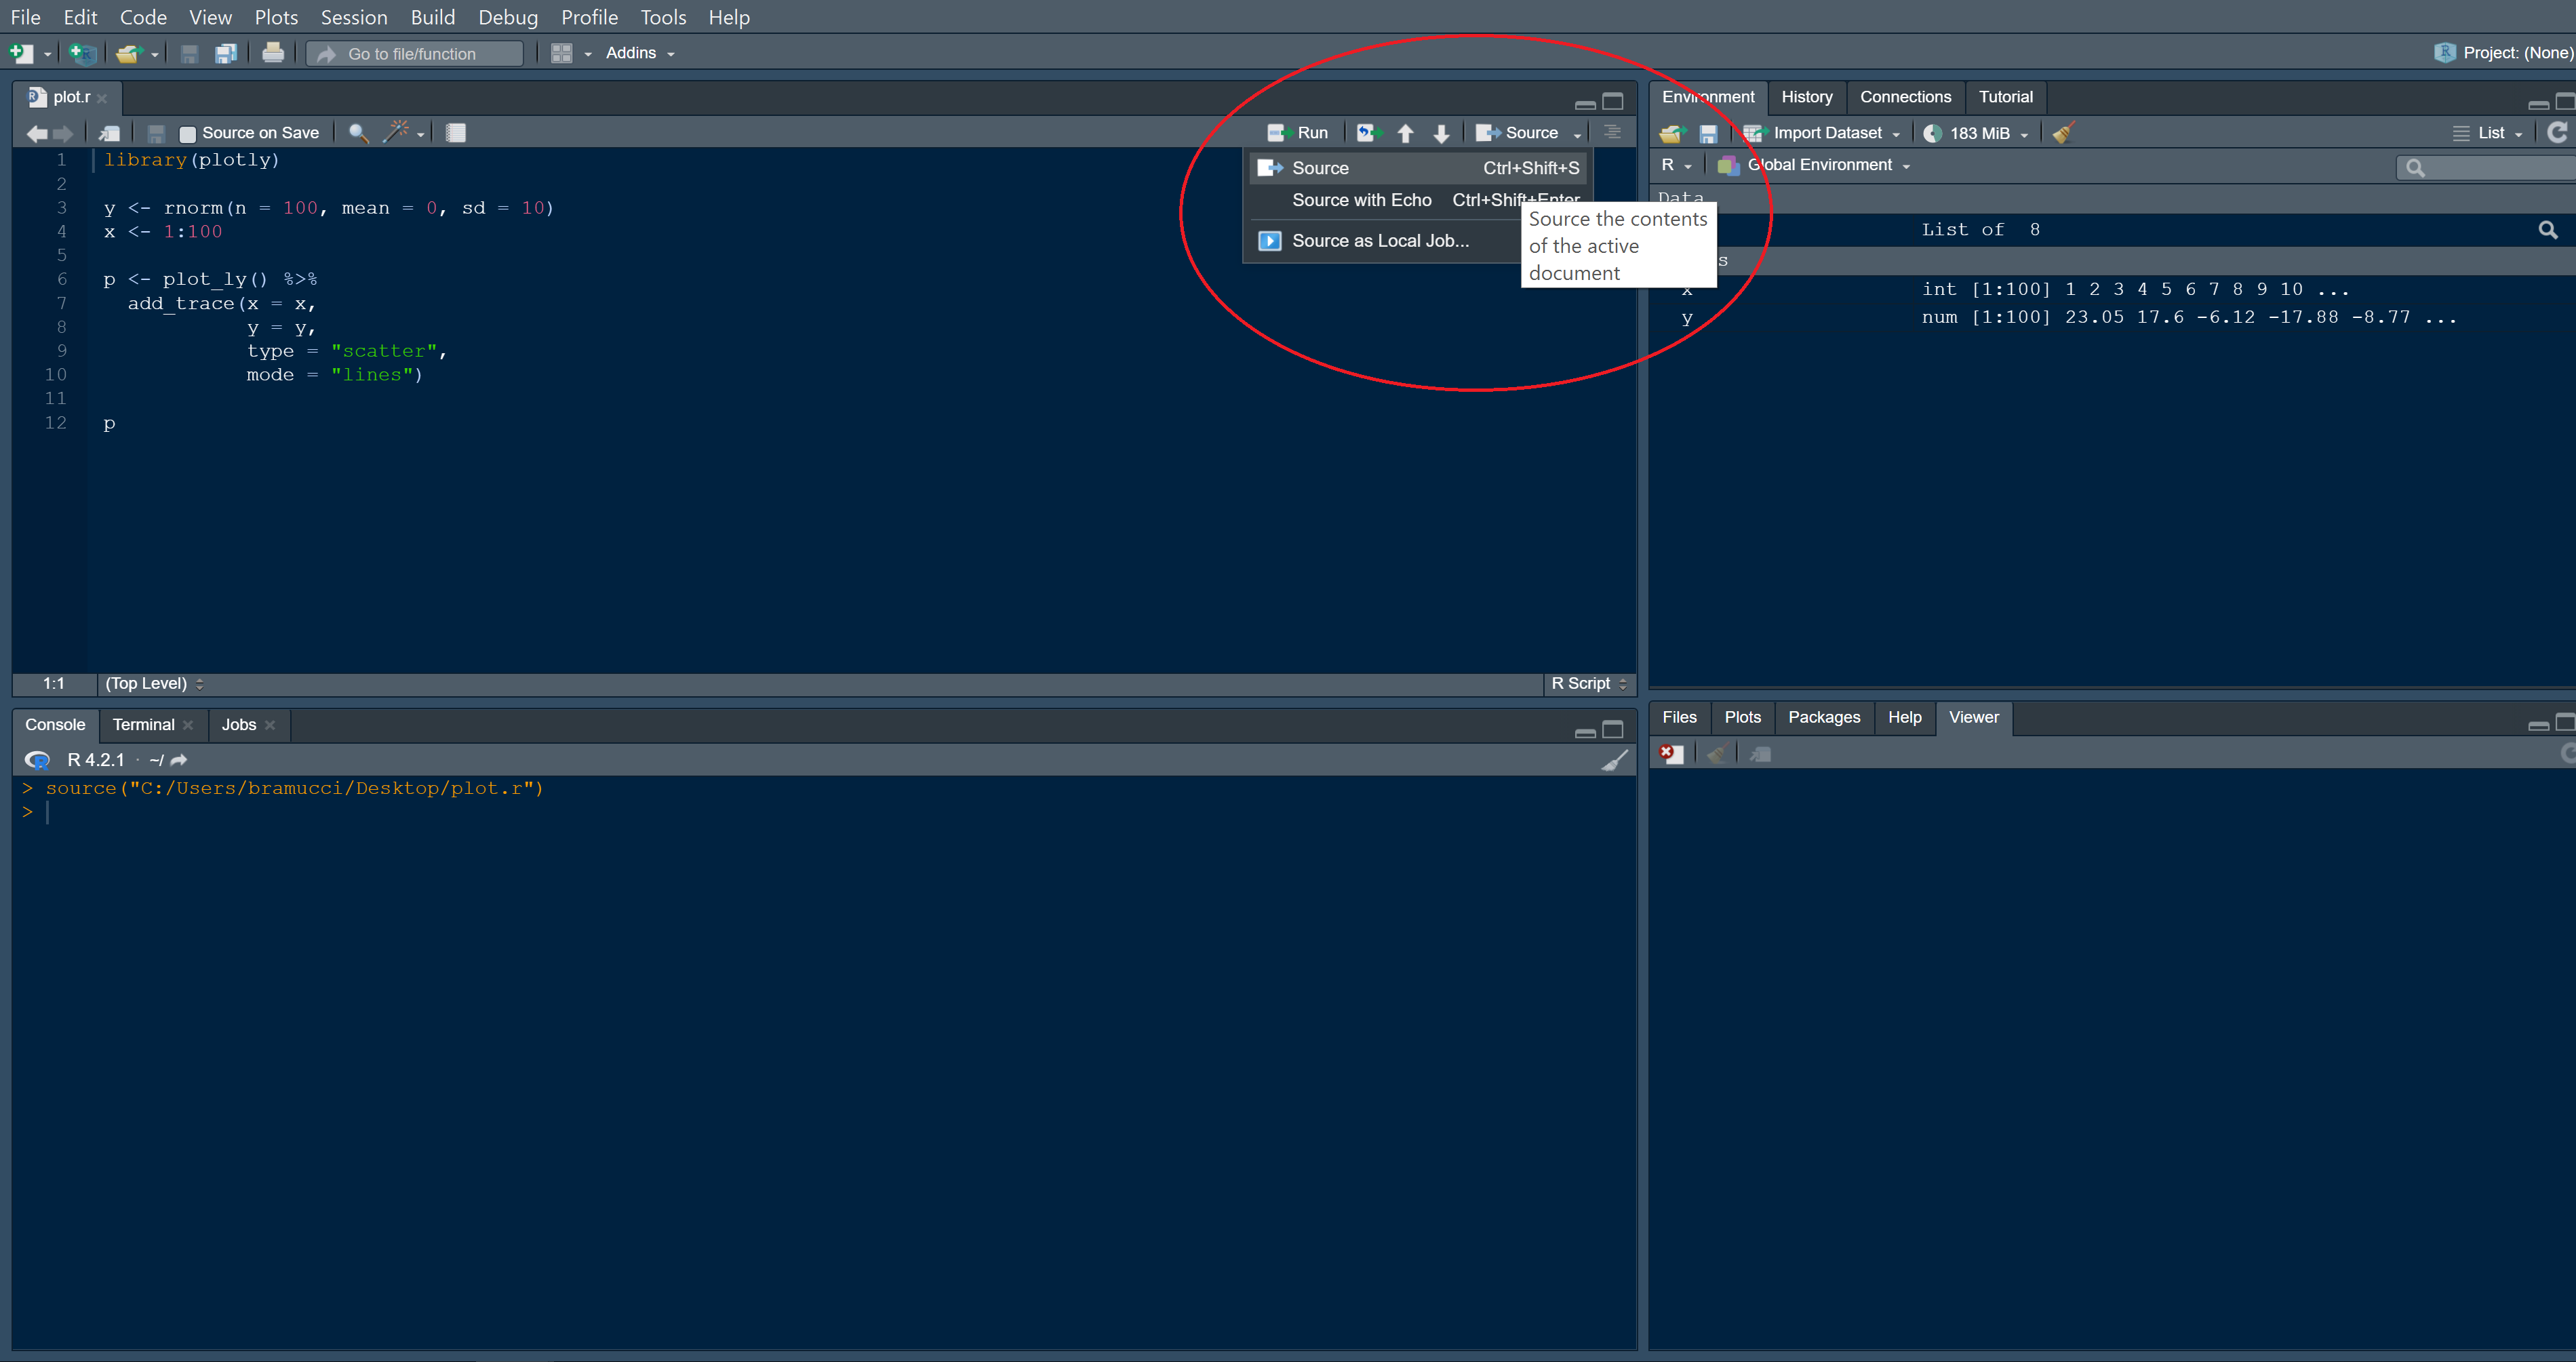 File Edit Code View Plots Session Build Debug Profile Tools Help
Go to file/function Addins Project: (None)
plot.r
Source on Save Run Source
1 library(plotly)
2
3 y <- rnorm(n = 100, mean = 0, sd = 10)
4 x <- 1:100
5
6 p <- plot_ly() %>%
7 add_trace(x = x,
8 y = y,
9 type = "scatter",
10 mode = "lines")
11
12 p
Source Ctrl+Shift+S
Source with Echo Ctrl+Shift+Enter
Source as Local Job...
Source the contents
of the active
document
1:1 (Top Level) R Script
Console Terminal Jobs
R 4.2.1 · ~/
> source("C:/Users/bramucci/Desktop/plot.r")
>
Environment History Connections Tutorial
Import Dataset 183 MiB List
R Global Environment
Data
List of 8
s
x int [1:100] 1 2 3 4 5 6 7 8 9 10 ...
y num [1:100] 23.05 17.6 -6.12 -17.88 -8.77 ...
Files Plots Packages Help Viewer